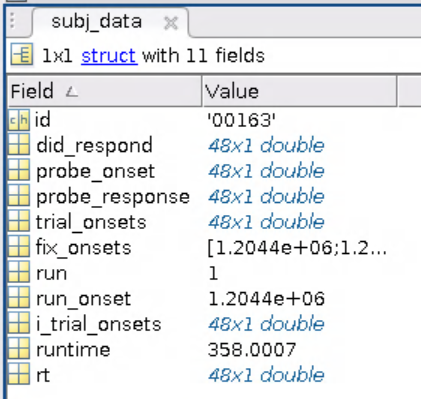 subj_data
1x1 struct with 11 fields
Field Value
ch id '00163'
did_respond 48x1 double
probe_onset 48x1 double
probe_response 48x1 double
trial_onsets 48x1 double
fix_onsets [1.2044e+06;1.2...
run 1
run_onset 1.2044e+06
i_trial_onsets 48x1 double
runtime 358.0007
rt 48x1 double